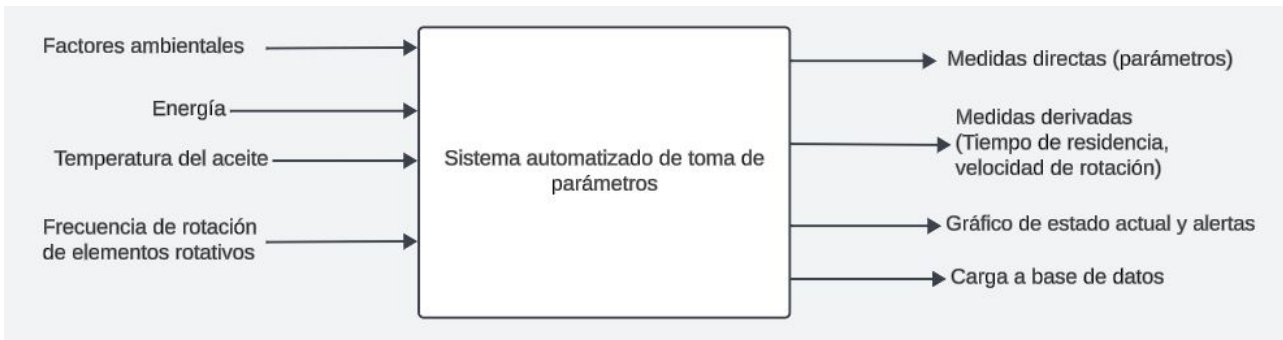 Factores ambientales
Energía
Temperatura del aceite
Frecuencia de rotación
de elementos rotativos
Sistema automatizado de toma de
parámetros
Medidas directas (parámetros)
Medidas derivadas
(Tiempo de residencia,
velocidad de rotación)
Gráfico de estado actual y alertas
Carga a base de datos